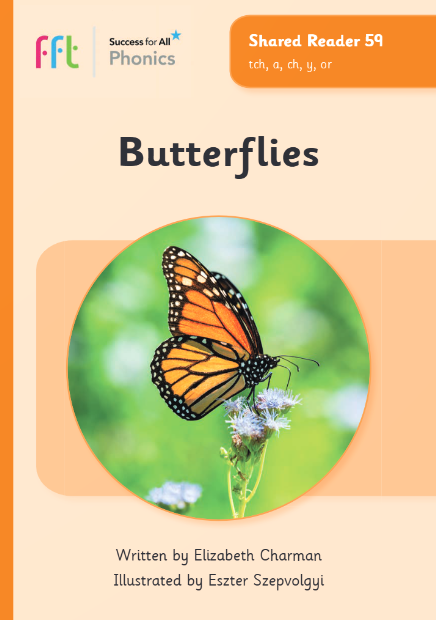 fft
Success for All
Phonics
Shared Reader 59
tch, a, ch, y, or
Butterflies
Written by Elizabeth Charman
Illustrated by Eszter Szepvolgyi